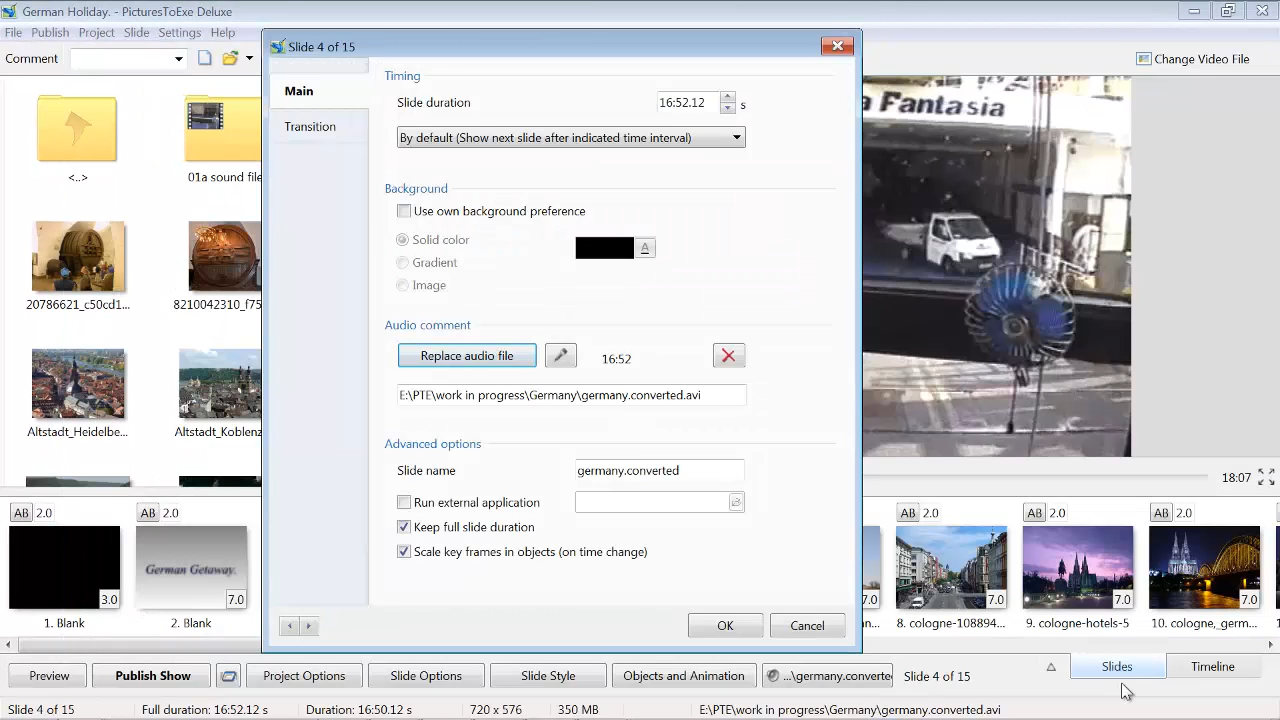 German Holiday. - PicturesToExe Deluxe
File Publish Project Slide Settings Help
Comment
Change Video File
<..>
01a sound file
20786621_c50cd1...
8210042310_f75
Altstadt_Heidelbe...
Altstadt_Koblenz
Slide 4 of 15
Main
Transition
Timing
Slide duration 16:52.12 s
By default (Show next slide after indicated time interval)
Background
Use own background preference
Solid color A
Gradient
Image
Audio comment
Replace audio file 16:52
E:\PTE\work in progress\Germany\germany.converted.avi
Advanced options
Slide name germany.converted
Run external application
Keep full slide duration
Scale key frames in objects (on time change)
OK Cancel
a Fantasia
18:07
AB 2.0 AB 2.0 AB 2.0 AB 2.0 AB 2.0
German Getaway.
3.0 7.0 7.0 7.0 7.0 7.0
1. Blank 2. Blank an... 8. cologne-108894... 9. cologne-hotels-5 10. cologne,_germ...
Preview Publish Show Project Options Slide Options Slide Style Objects and Animation ...\germany.converte Slide 4 of 15 Slides Timeline
Slide 4 of 15 Full duration: 16:52.12 s Duration: 16:50.12 s 720 x 576 350 MB E:\PTE\work in progress\Germany\germany.converted.avi